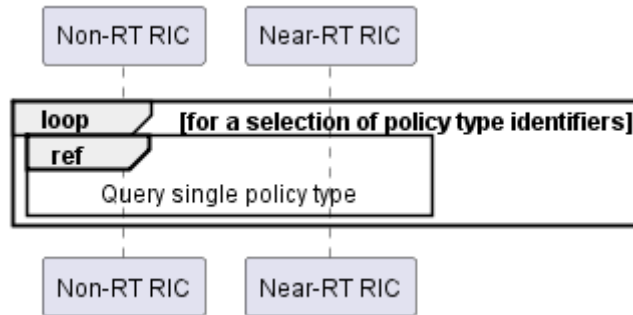 Non-RT RIC Near-RT RIC
loop [for a selection of policy type identifiers]
ref
Query single policy type
Non-RT RIC Near-RT RIC